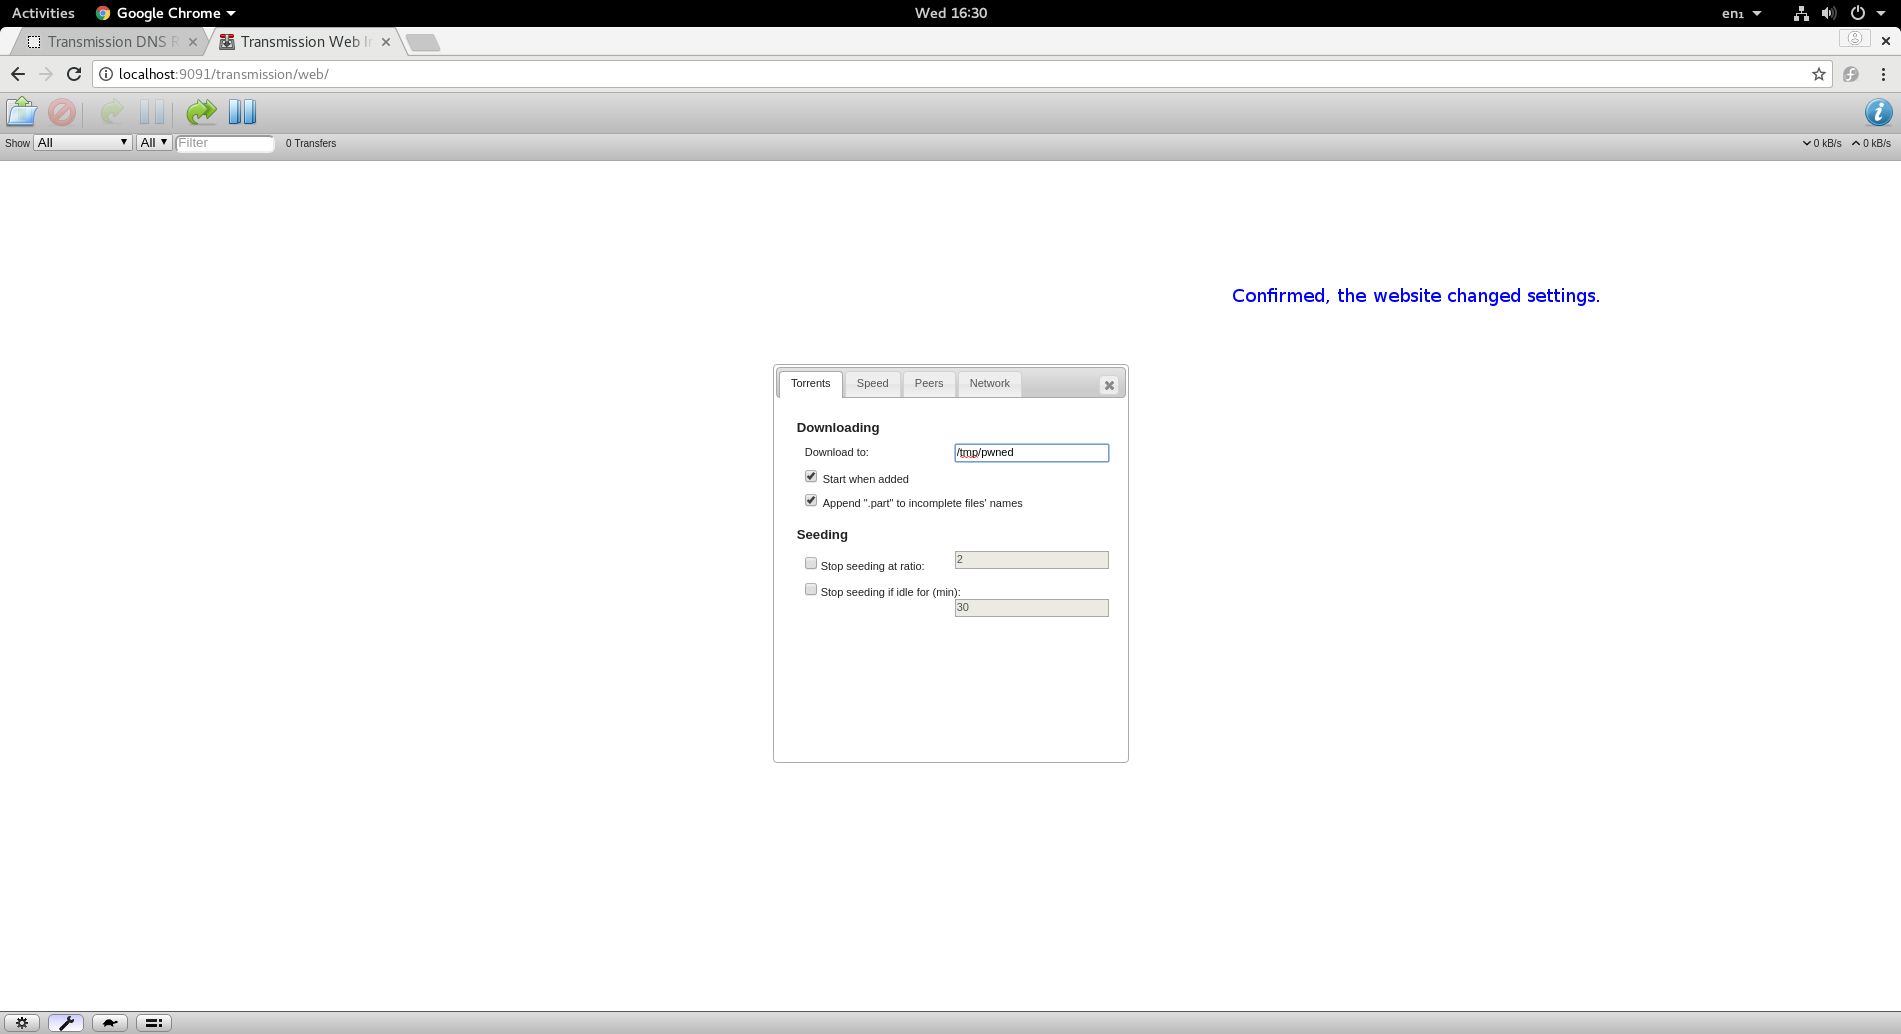 Activities Google Chrome Wed 16:30 en₁
Transmission DNS R Transmission Web In
localhost:9091/transmission/web/
Show All All Filter 0 Transfers 0 kB/s 0 kB/s
Confirmed, the website changed settings.
Torrents Speed Peers Network
Downloading
Download to: /tmp/pwned
Start when added
Append ".part" to incomplete files' names
Seeding
Stop seeding at ratio: 2
Stop seeding if idle for (min):
30